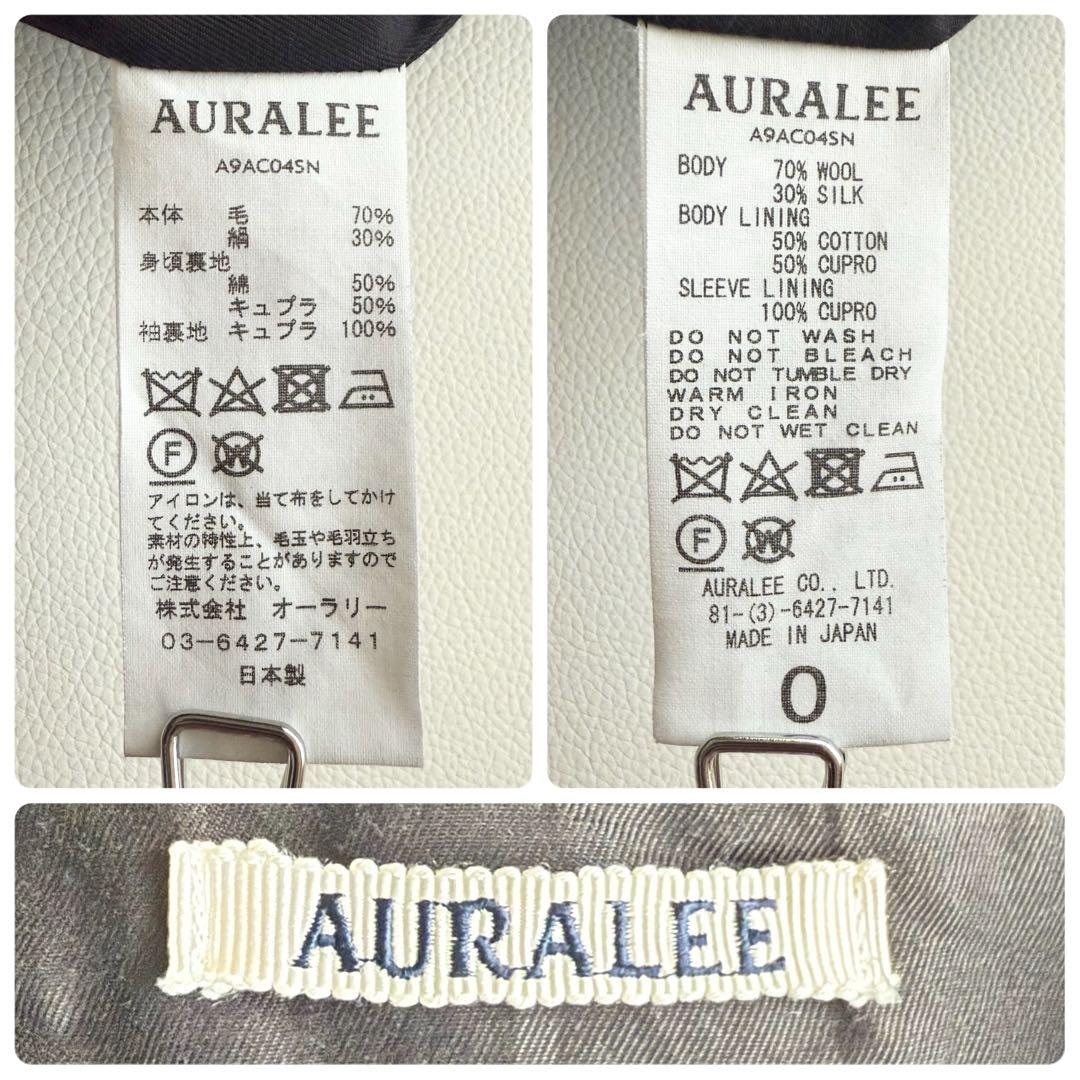 AURALEE
A9AC04SN
本体 毛 70%
絹 30%
身頃裏地
綿 50%
キュプラ 50%
袖裏地 キュプラ 100%
F
W
アイロンは、当て布をしてかけ
てください。
素材の特性上、毛玉や毛羽立ち
が発生することがありますので
ご注意ください。
株式会社 オーラリー
03-6427-7141
日本製
AURALEE
A9AC04SN
BODY 70% WOOL
30% SILK
BODY LINING
50% COTTON
50% CUPRO
SLEEVE LINING
100% CUPRO
DO NOT WASH
DO NOT BLEACH
DO NOT TUMBLE DRY
WARM IRON
DRY CLEAN
DO NOT WET CLEAN
F
W
AURALEE CO., LTD.
81-(3)-6427-7141
MADE IN JAPAN
0
AURALEE